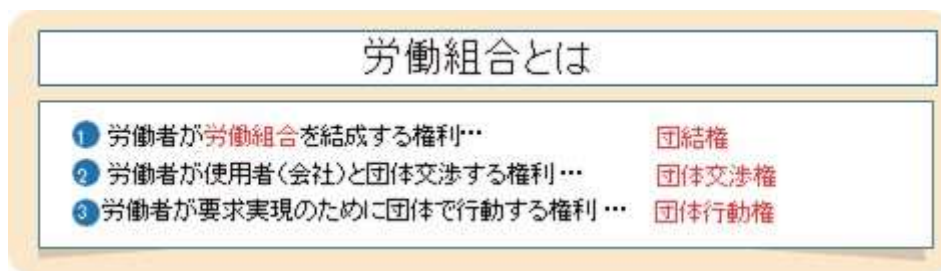 労働組合とは
1 労働者が労働組合を結成する権利… 団結権
2 労働者が使用者(会社)と団体交渉する権利… 団体交渉権
3 労働者が要求実現のために団体で行動する権利… 団体行動権